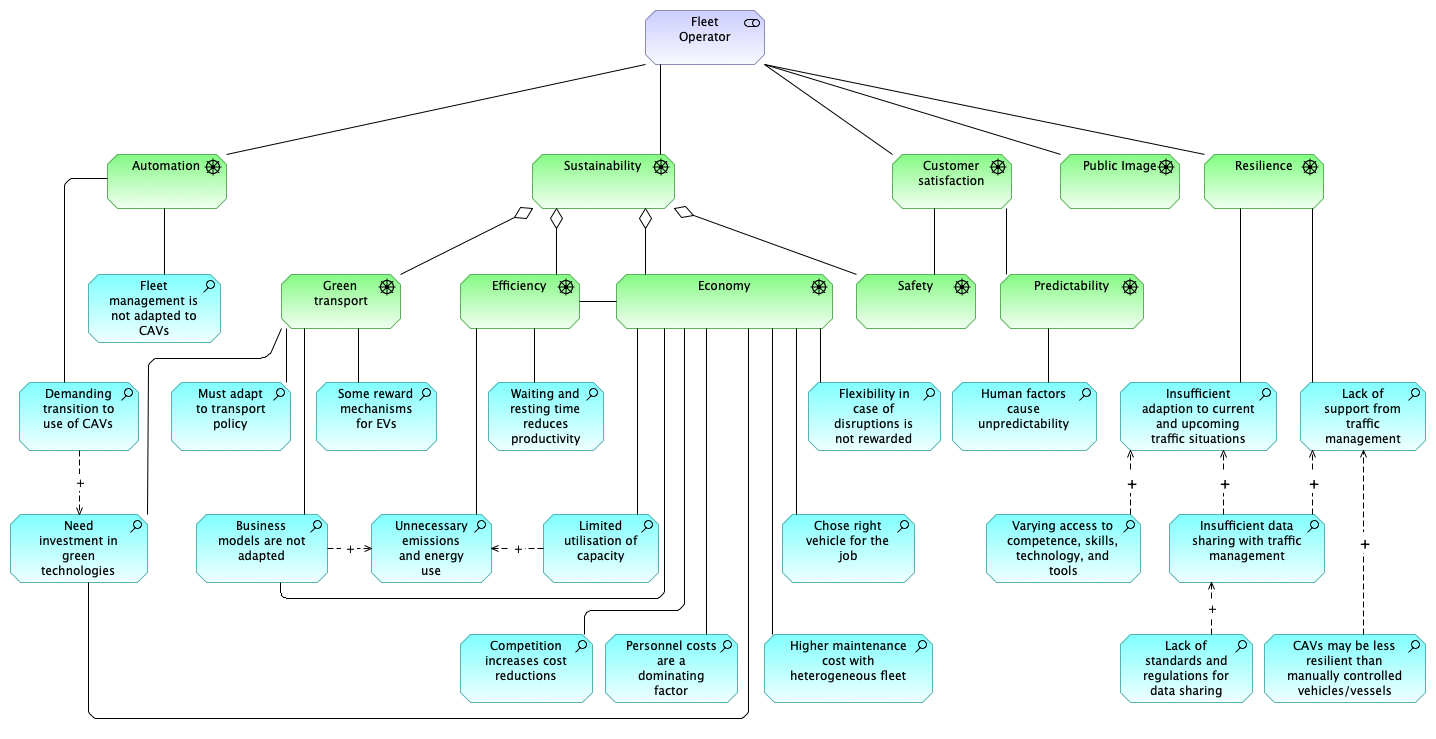 Fleet
Operator
Automation
Sustainability
Customer
satisfaction
Public Image
Resilience
Fleet
management is
not adapted to
CAVs
Green
transport
Efficiency
Economy
Safety
Predictability
Demanding
transition to
use of CAVs
Must adapt
to transport
policy
Some reward
mechanisms
for EVs
Waiting and
resting time
reduces
productivity
Flexibility in
case of
disruptions is
not rewarded
Human factors
cause
unpredictability
Insufficient
adaption to current
and upcoming
traffic situations
Lack of
support from
traffic
management
+
+
+
+
+
Need
investment in
green
technologies
Business
models are not
adapted
+
Unnecessary
emissions
and energy
use
+
Limited
utilisation of
capacity
Chose right
vehicle for the
job
Varying access to
competence, skills,
technology, and
tools
Insufficient data
sharing with traffic
management
+
Competition
increases cost
reductions
Personnel costs
are a
dominating
factor
Higher maintenance
cost with
heterogeneous fleet
Lack of
standards and
regulations for
data sharing
CAVs may be less
resilient than
manually controlled
vehicles/vessels